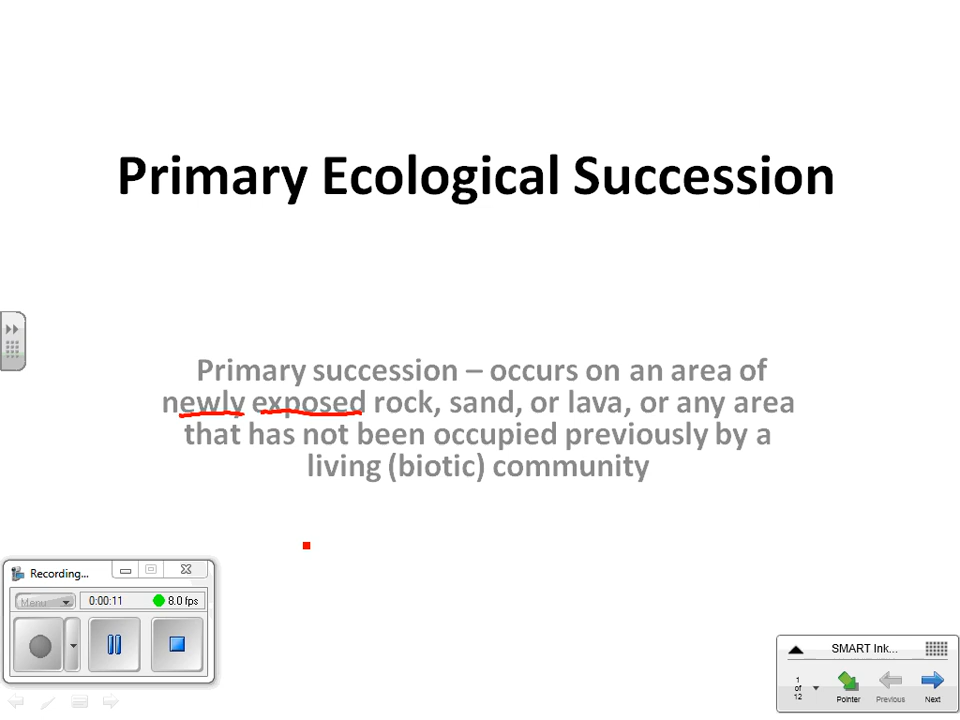 Primary Ecological Succession
Primary succession – occurs on an area of
newly exposed rock, sand, or lava, or any area
that has not been occupied previously by a
living (biotic) community
Recording...
Menu
0:00:11
8.0 fps
SMART Ink...
1
of
12
Pointer
Previous
Next